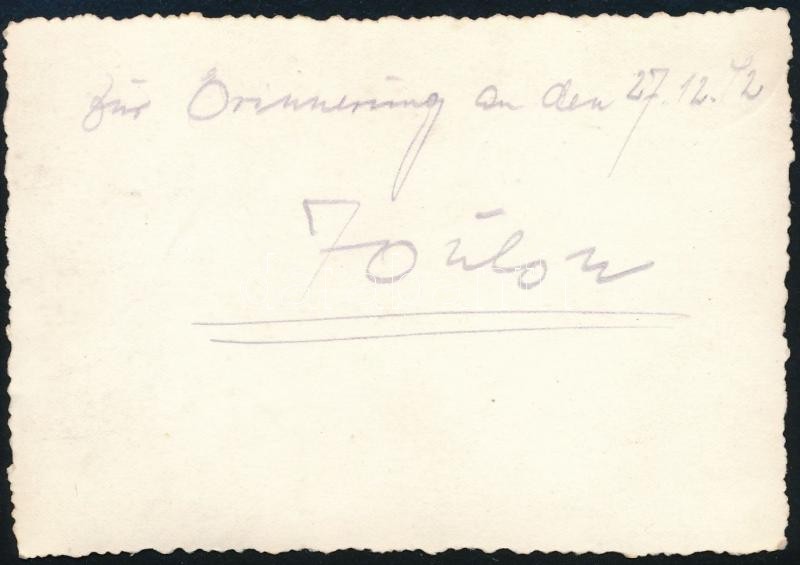 Zur Erinnerung an den 27.12.42
Toulon